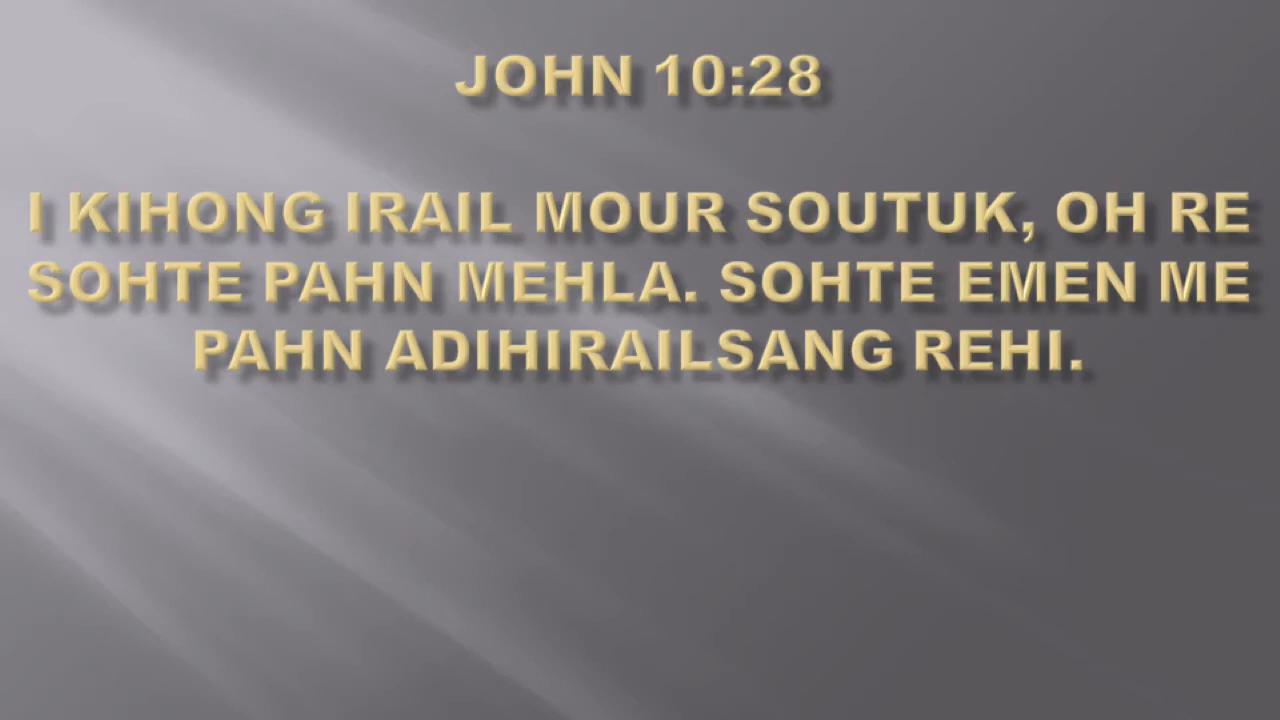 JOHN 10:28
I KIHONG IRAIL MOUR SOUTUK, OH RE
SOHTE PAHN MEHLA. SOHTE EMEN ME
PAHN ADIHIRAILSANG REHI.